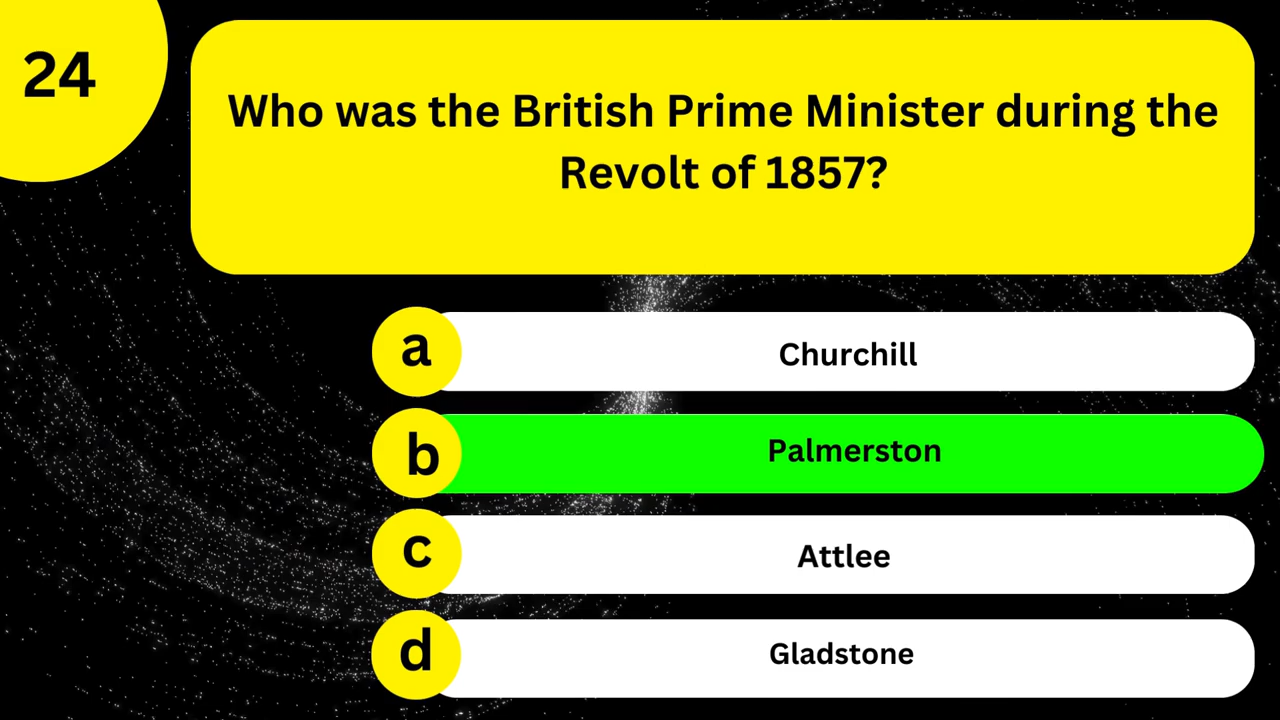 24
Who was the British Prime Minister during the
Revolt of 1857?
a
Churchill
b
Palmerston
c
Attlee
d
Gladstone